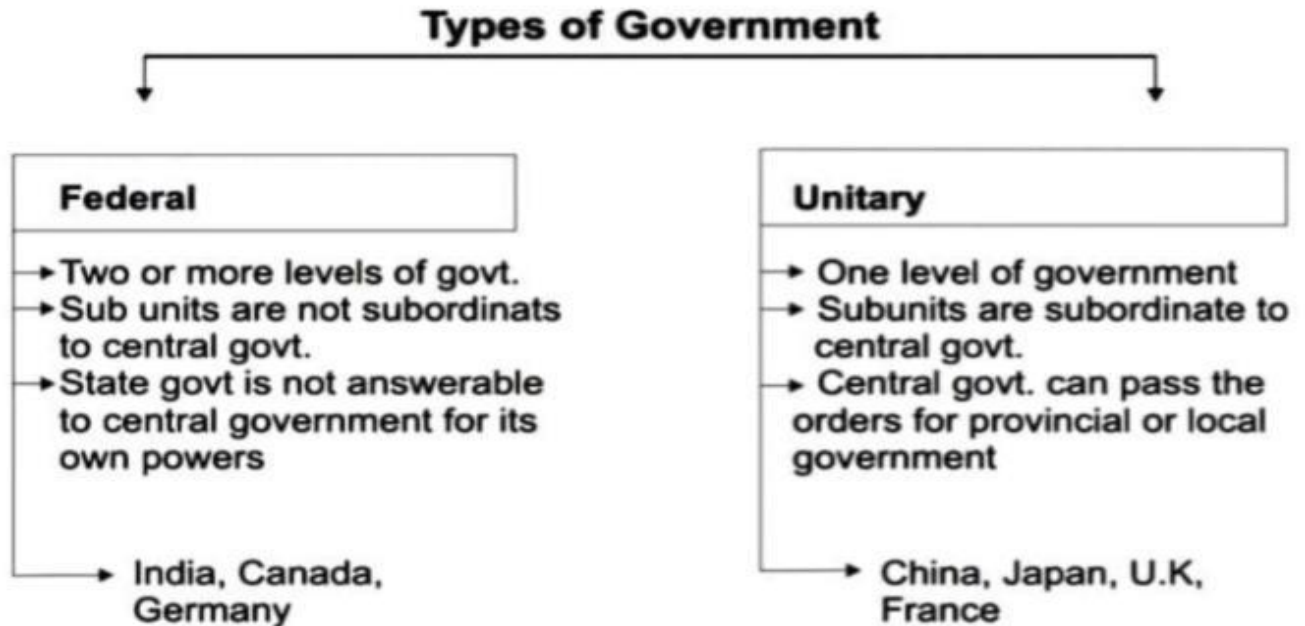 Types of Government
Federal
Two or more levels of govt.
Sub units are not subordinats
to central govt.
State govt is not answerable
to central government for its
own powers
India, Canada,
Germany
Unitary
One level of government
Subunits are subordinate to
central govt.
Central govt. can pass the
orders for provincial or local
government
China, Japan, U.K,
France